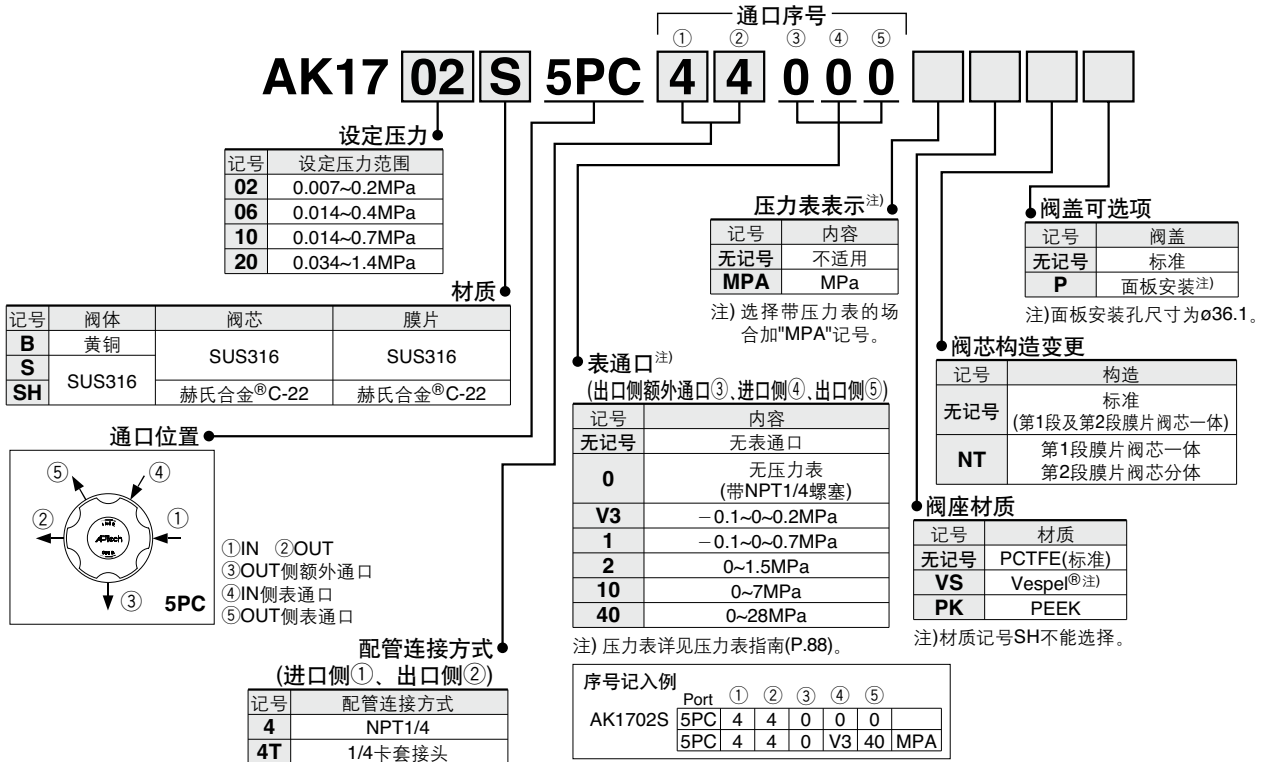 通口序号
① ② ③ ④ ⑤
AK17 02 S 5PC 4 4 0 0 0
设定压力
记号 设定压力范围
02 0.007~0.2MPa
06 0.014~0.4MPa
10 0.014~0.7MPa
20 0.034~1.4MPa
材质
记号 阀体 阀芯 膜片
B 黄铜 SUS316 SUS316
S SUS316
SH 赫氏合金®C-22 赫氏合金®C-22
通口位置
⑤ ④
② ①
APTech
③ 5PC
①IN ②OUT
③OUT侧额外通口
④IN侧表通口
⑤OUT侧表通口
配管连接方式
(进口侧①、出口侧②)
记号 配管连接方式
4 NPT1/4
4T 1/4卡套接头
压力表表示注)
记号 内容
无记号 不适用
MPA MPa
注) 选择带压力表的场
合加"MPA"记号。
表通口注)
(出口侧额外通口③、进口侧④、出口侧⑤)
记号 内容
无记号 无表通口
0 无压力表
(带NPT1/4螺塞)
V3 -0.1~0~0.2MPa
1 -0.1~0~0.7MPa
2 0~1.5MPa
10 0~7MPa
40 0~28MPa
注) 压力表详见压力表指南(P.88)。
序号记入例
Port ① ② ③ ④ ⑤
AK1702S 5PC 4 4 0 0 0
5PC 4 4 0 V3 40 MPA
阀盖可选项
记号 阀盖
无记号 标准
P 面板安装注)
注)面板安装孔尺寸为ø36.1。
阀芯构造变更
记号 构造
无记号 标准
(第1段及第2段膜片阀芯一体)
NT 第1段膜片阀芯一体
第2段膜片阀芯分体
阀座材质
记号 材质
无记号 PCTFE(标准)
VS Vespel®注)
PK PEEK
注)材质记号SH不能选择。